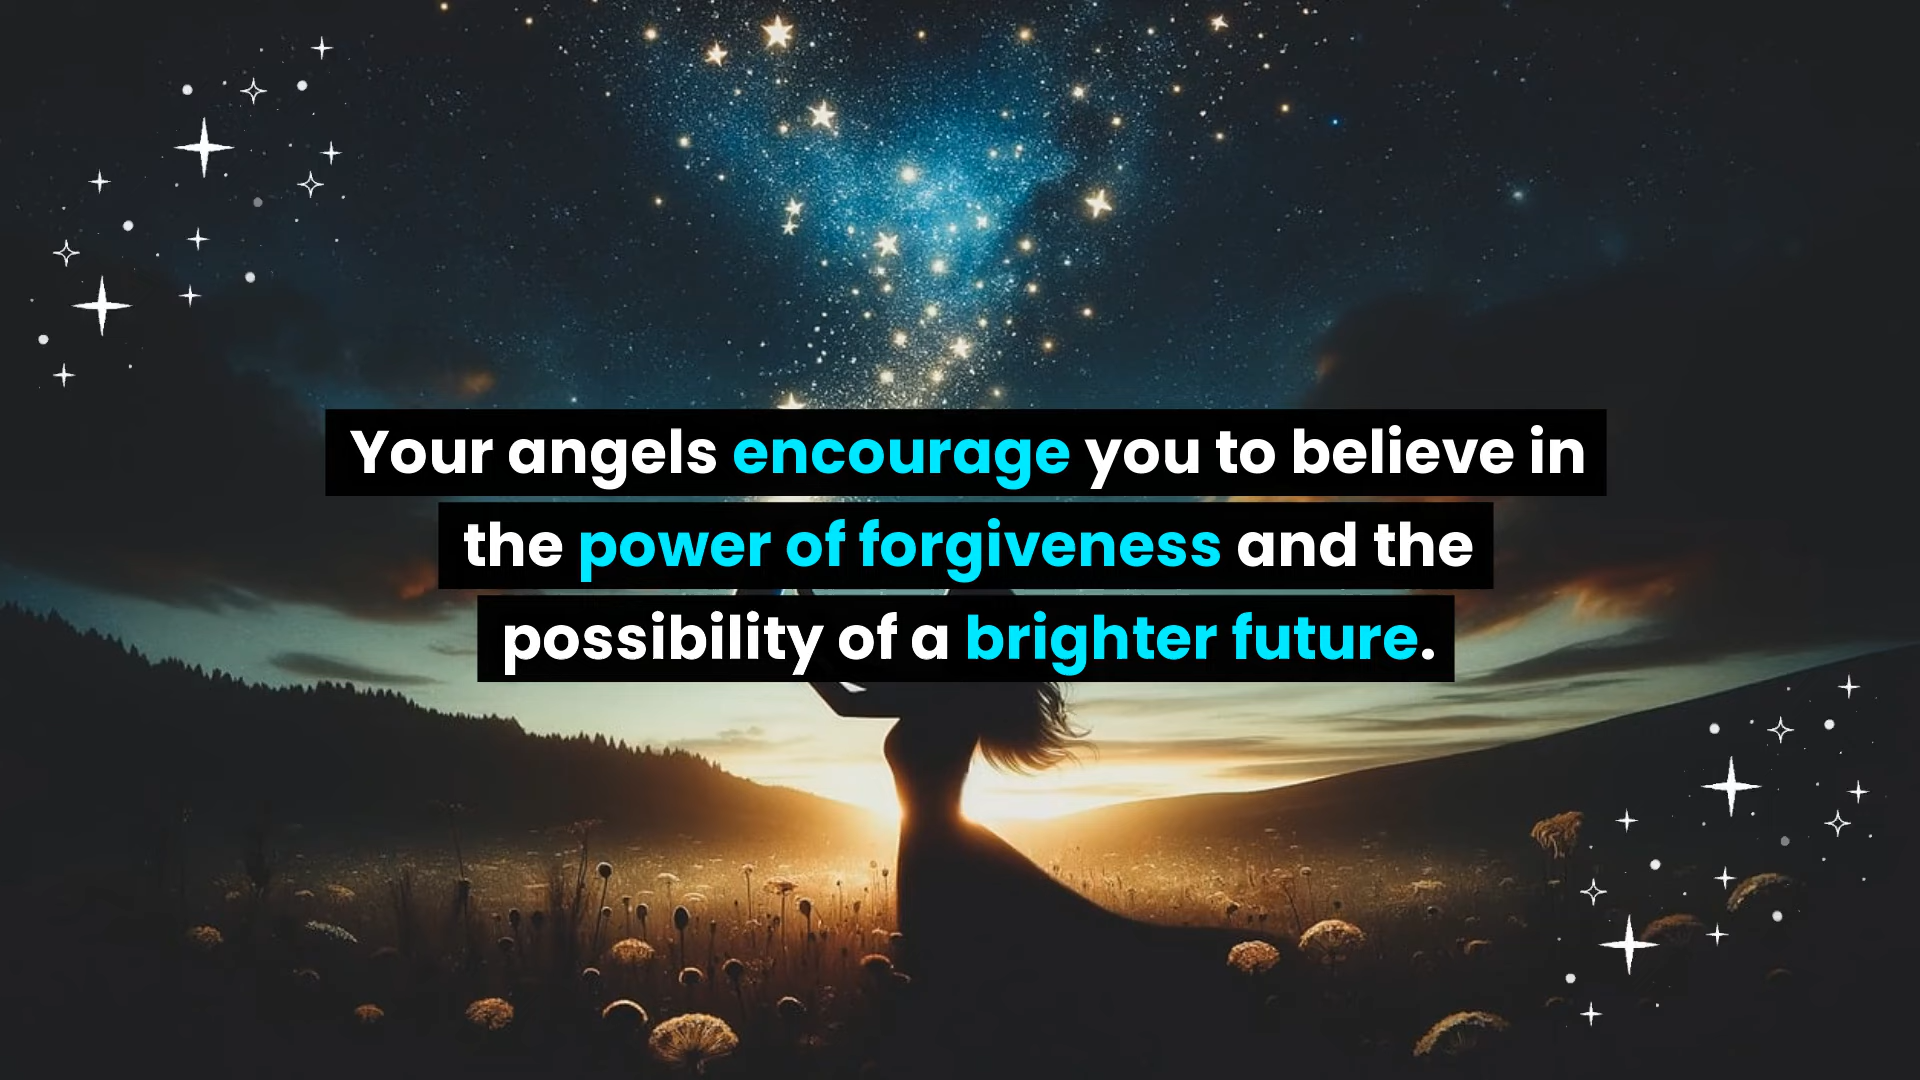 Your angels encourage you to believe in
the power of forgiveness and the
possibility of a brighter future.